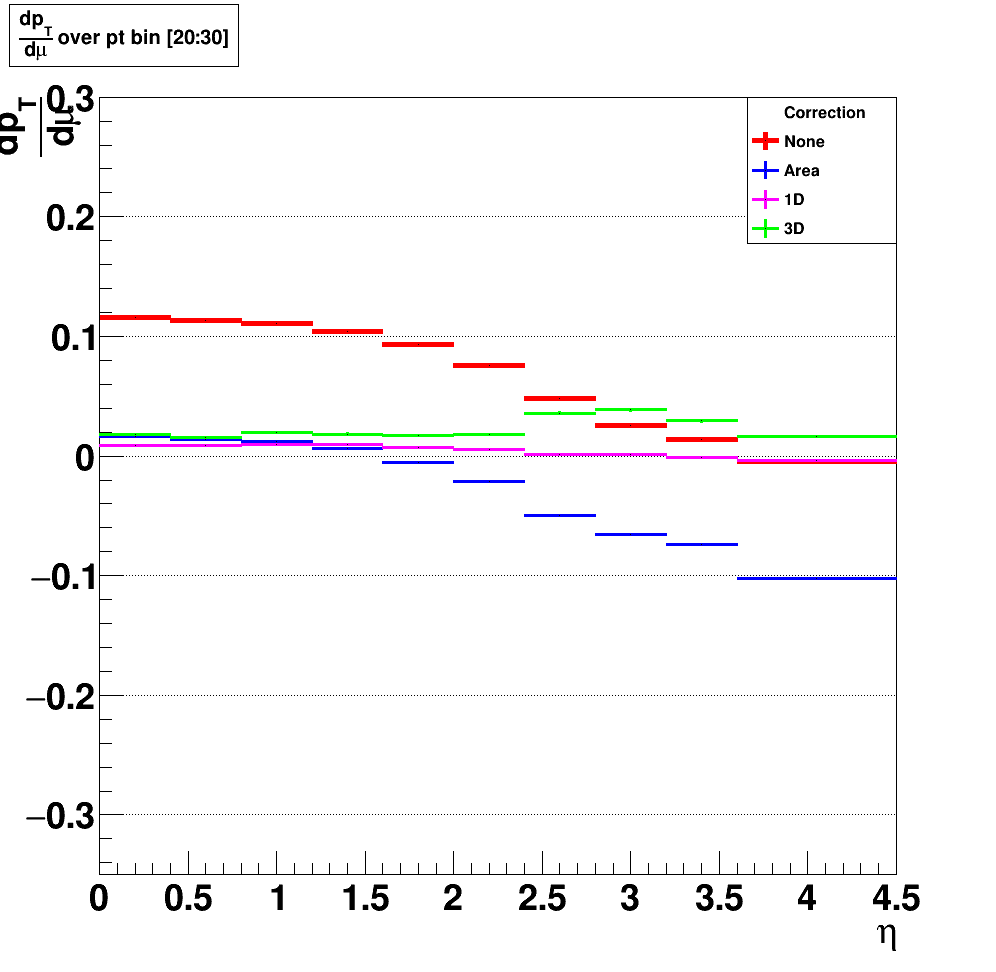 dp_T
dμ
over pt bin [20:30]
dp_T
dμ
0.3
0.2
0.1
0
−0.1
−0.2
−0.3
Correction
None
Area
1D
3D
0 0.5 1 1.5 2 2.5 3 3.5 4 4.5
η